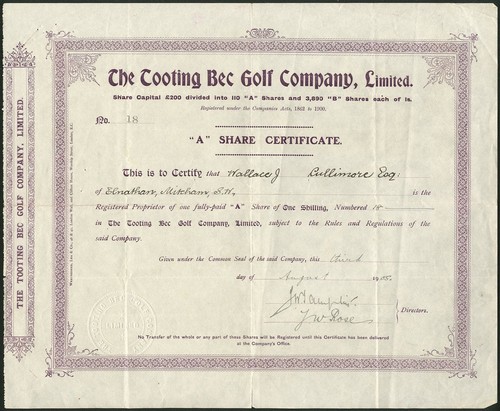 The Tooting Bec Golf Company, Limited.
Share Capital £200 divided into 110 "A" Shares and 3,890 "B" Shares each of 1s.
Registered under the Companies Acts, 1862 to 1900.
No. 18
"A" SHARE CERTIFICATE.
This is to Certify that Wallace J Cullimore Esq:
of Elnathan, Mitcham, S.W. is the
Registered Proprietor of one fully-paid "A" Share of One Shilling, Numbered 18
in The Tooting Bec Golf Company, Limited, subject to the Rules and Regulations of the
said Company.
Given under the Common Seal of the said Company, this third
day of August 1905.
J W Rose
Directors.
No Transfer of the whole or any part of these Shares will be Registered until this Certificate has been delivered
at the Company's Office.
THE TOOTING BEC GOLF COMPANY, LIMITED.